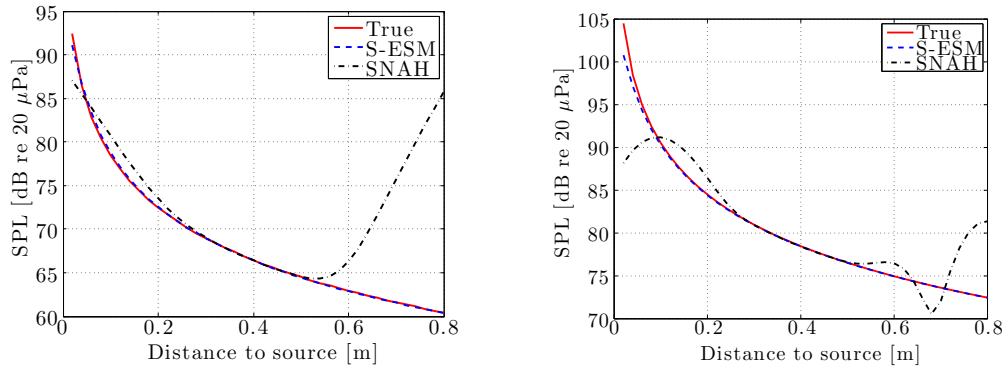 95
90
85
80
75
70
65
60
0
0.2
0.4
0.6
0.8
SPL [dB re 20 μPa]
Distance to source [m]
True
S-ESM
SNAH
105
100
95
90
85
80
75
70
0
0.2
0.4
0.6
0.8
SPL [dB re 20 μPa]
Distance to source [m]
True
S-ESM
SNAH